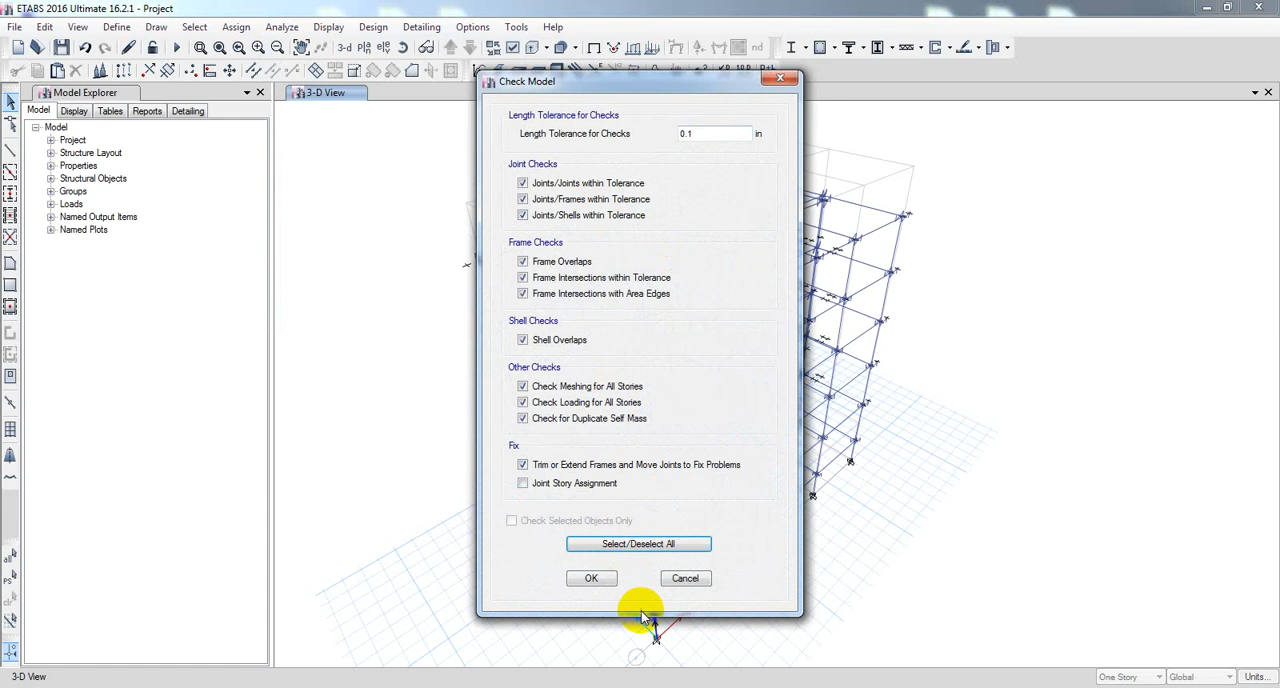 ETABS 2016 Ultimate 16.2.1 - Project
File Edit View Define Draw Select Assign Analyze Display Design Detailing Options Tools Help
3-d
nd
Model Explorer
3-D View
Model Display Tables Reports Detailing
Model
Project
Structure Layout
Properties
Structural Objects
Groups
Loads
Named Output Items
Named Plots
Check Model
Length Tolerance for Checks
Length Tolerance for Checks 0.1 in
Joint Checks
Joints/Joints within Tolerance
Joints/Frames within Tolerance
Joints/Shells within Tolerance
Frame Checks
Frame Overlaps
Frame Intersections within Tolerance
Frame Intersections with Area Edges
Shell Checks
Shell Overlaps
Other Checks
Check Meshing for All Stories
Check Loading for All Stories
Check for Duplicate Self Mass
Fix
Trim or Extend Frames and Move Joints to Fix Problems
Joint Story Assignment
Check Selected Objects Only
Select/Deselect All
OK Cancel
3-D View
One Story Global Units...